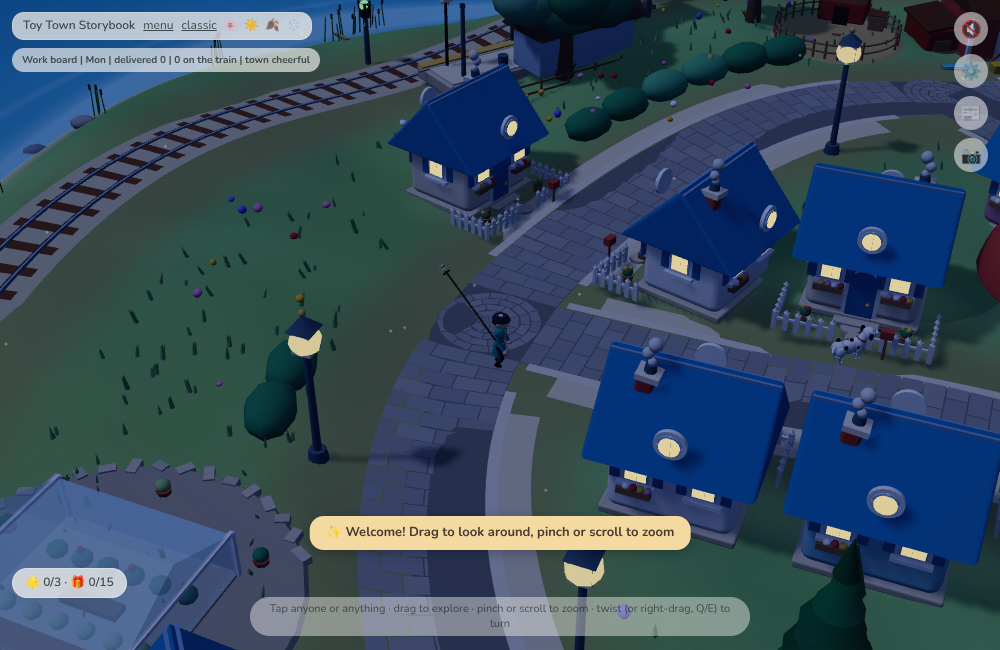 Toy Town Storybook menu classic
Work board | Mon | delivered 0 | 0 on the train | town cheerful
Welcome! Drag to look around, pinch or scroll to zoom
0/3 · 0/15
Tap anyone or anything · drag to explore · pinch or scroll to zoom · twist (or right-drag, Q/E) to
turn